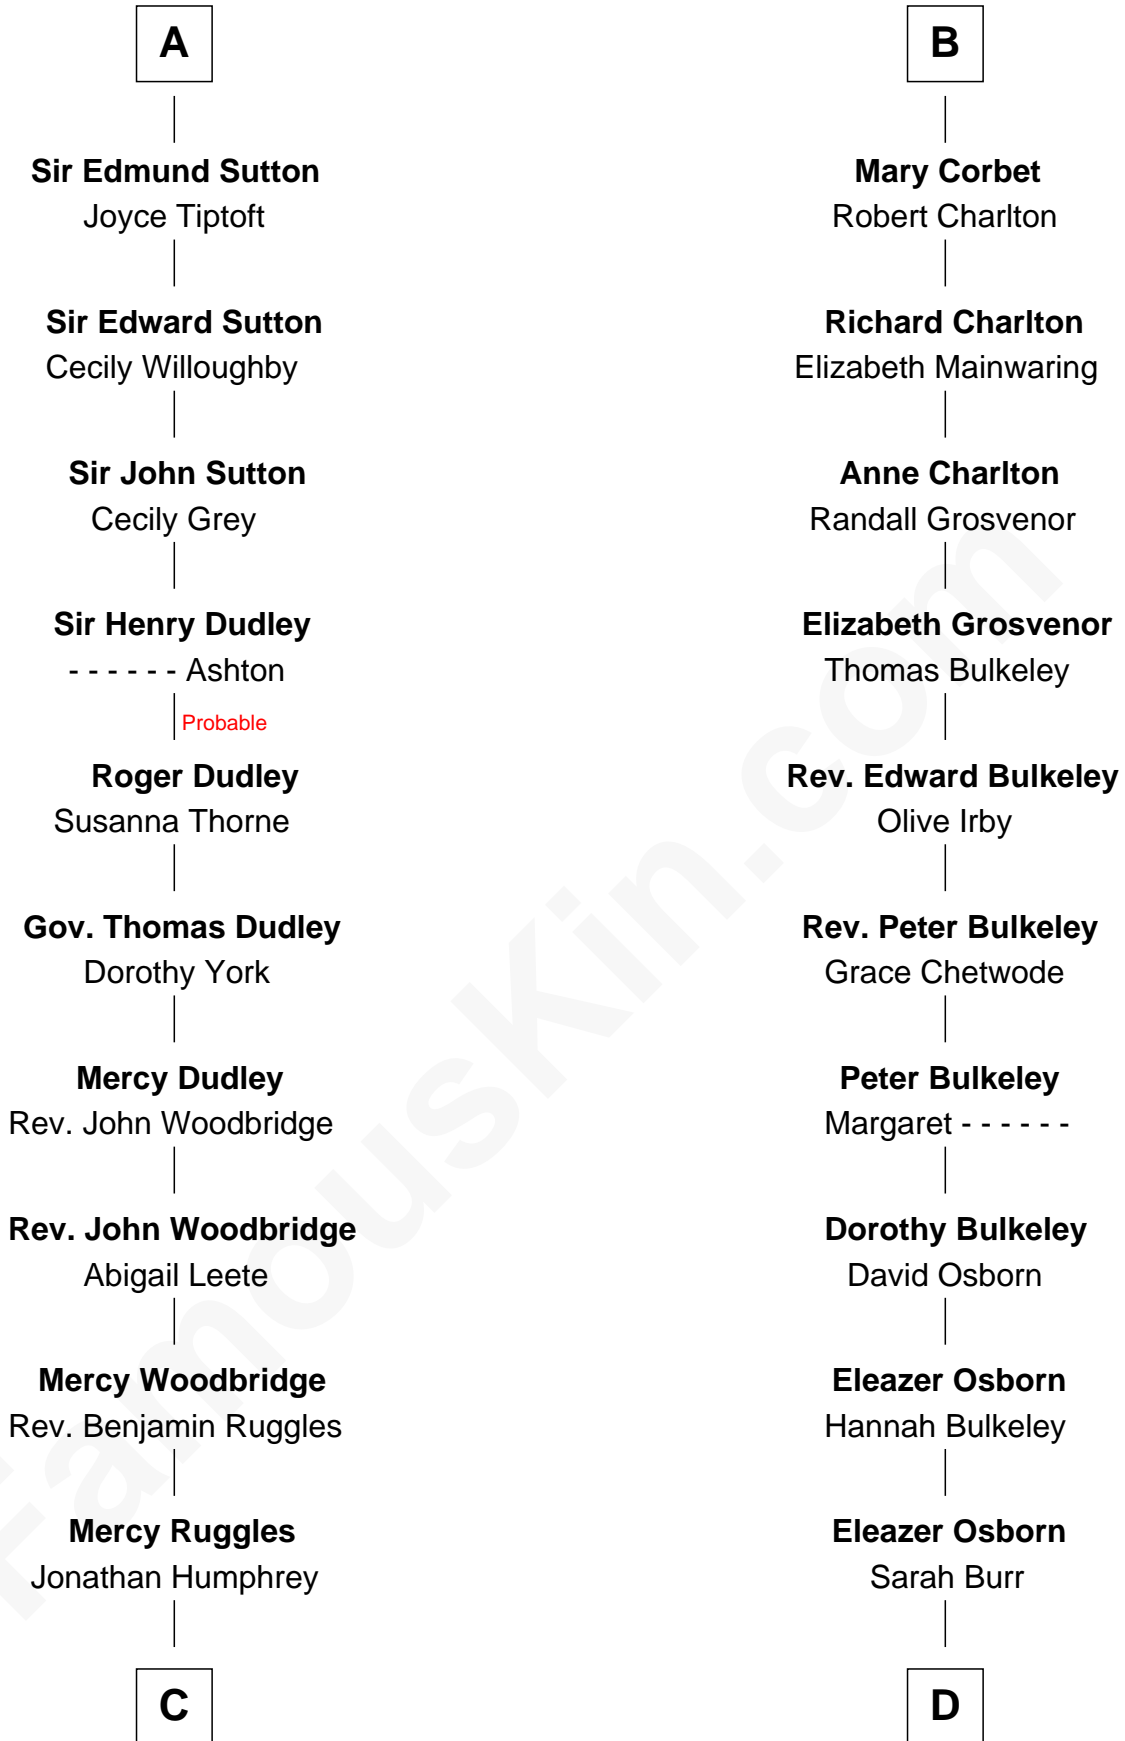 A
Sir Edmund Sutton
Joyce Tiptoft
Sir Edward Sutton
Cecily Willoughby
Sir John Sutton
Cecily Grey
Sir Henry Dudley
- - - - - - Ashton
Probable
Roger Dudley
Susanna Thorne
Gov. Thomas Dudley
Dorothy York
Mercy Dudley
Rev. John Woodbridge
Rev. John Woodbridge
Abigail Leete
Mercy Woodbridge
Rev. Benjamin Ruggles
Mercy Ruggles
Jonathan Humphrey
C
B
Mary Corbet
Robert Charlton
Richard Charlton
Elizabeth Mainwaring
Anne Charlton
Randall Grosvenor
Elizabeth Grosvenor
Thomas Bulkeley
Rev. Edward Bulkeley
Olive Irby
Rev. Peter Bulkeley
Grace Chetwode
Peter Bulkeley
Margaret - - - - - -
Dorothy Bulkeley
David Osborn
Eleazer Osborn
Hannah Bulkeley
Eleazer Osborn
Sarah Burr
D
FamousKin.com